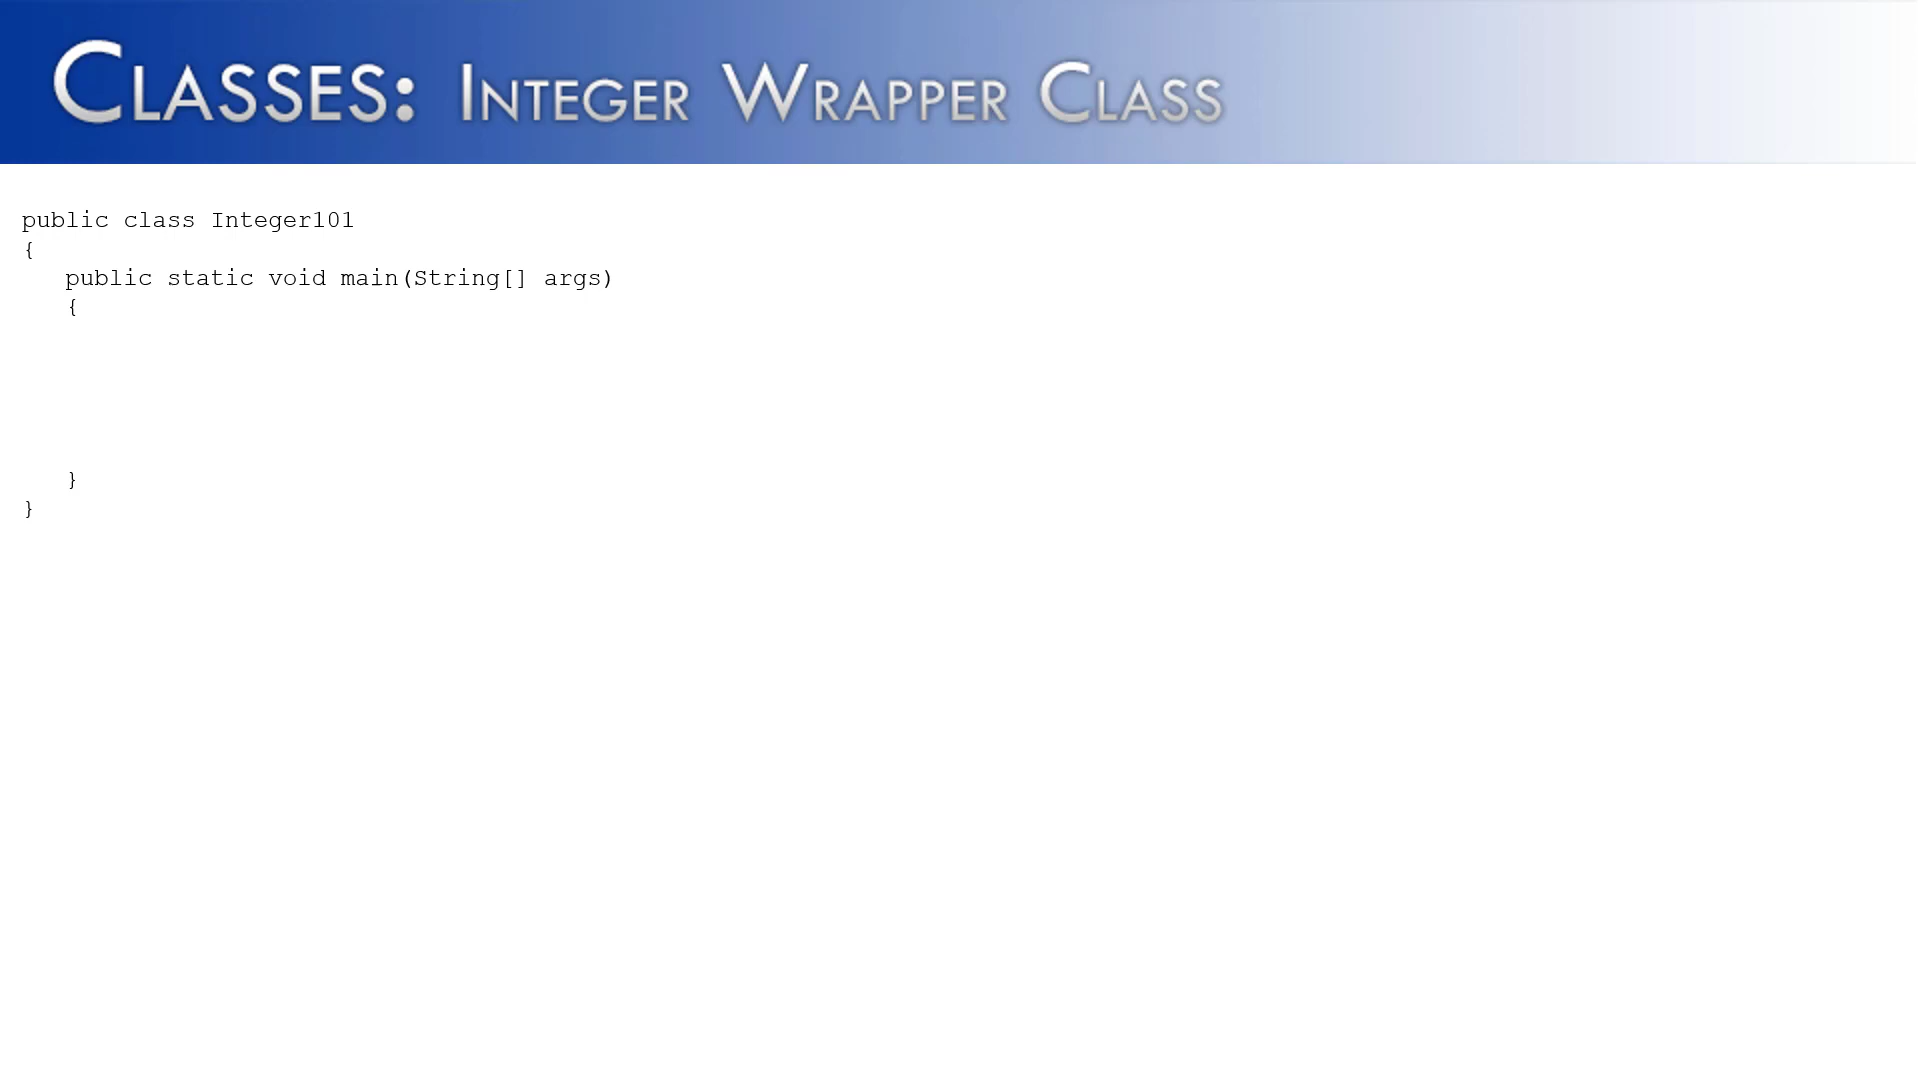 CLASSES: INTEGER WRAPPER CLASS
public class Integer101
{
   public static void main(String[] args)
   {
   }
}